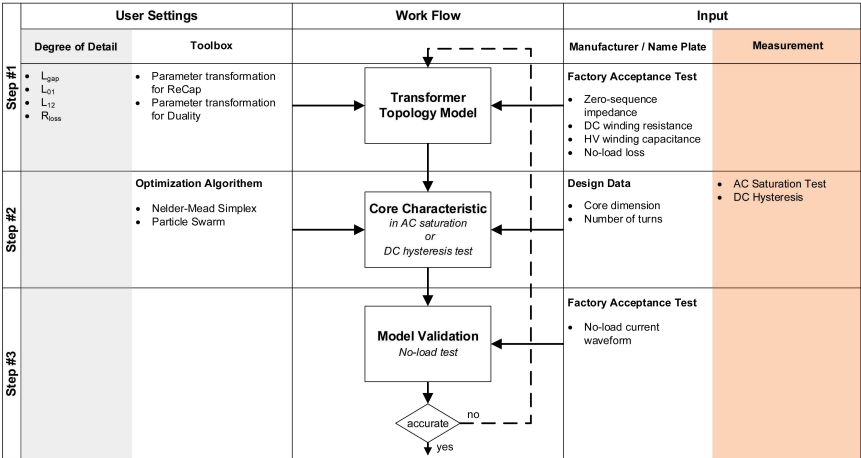 User Settings
Work Flow
Input
Degree of Detail
Toolbox
Manufacturer / Name Plate
Measurement
Step #1
• L_gap
• L_01
• L_12
• R_loss
• Parameter transformation
for ReCap
• Parameter transformation
for Duality
Transformer
Topology Model
Factory Acceptance Test
• Zero-sequence
impedance
• DC winding resistance
• HV winding capacitance
• No-load loss
Step #2
Optimization Algorithem
• Nelder-Mead Simplex
• Particle Swarm
Core Characteristic
in AC saturation
or
DC hysteresis test
Design Data
• Core dimension
• Number of turns
• AC Saturation Test
• DC Hysteresis
Step #3
Model Validation
No-load test
Factory Acceptance Test
• No-load current
waveform
accurate
no
yes